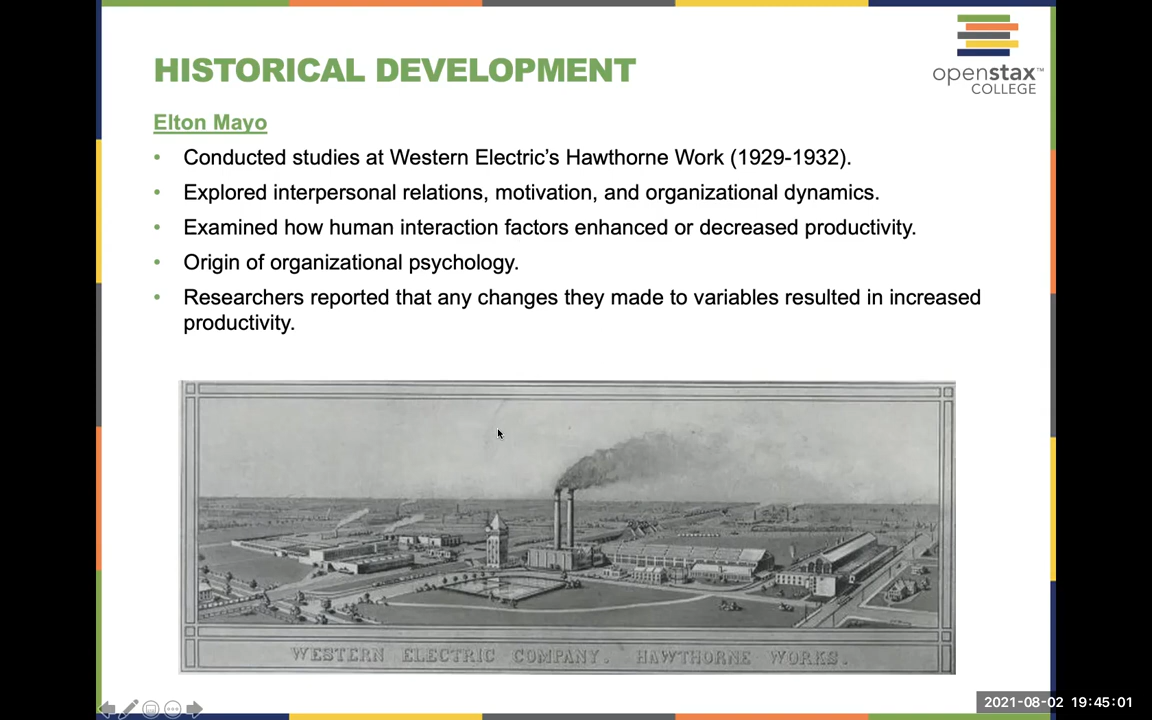 HISTORICAL DEVELOPMENT
openstax™
COLLEGE
Elton Mayo
• Conducted studies at Western Electric’s Hawthorne Work (1929-1932).
• Explored interpersonal relations, motivation, and organizational dynamics.
• Examined how human interaction factors enhanced or decreased productivity.
• Origin of organizational psychology.
• Researchers reported that any changes they made to variables resulted in increased
productivity.
WESTERN ELECTRIC COMPANY. HAWTHORNE WORKS.
2021-08-02 19:45:01